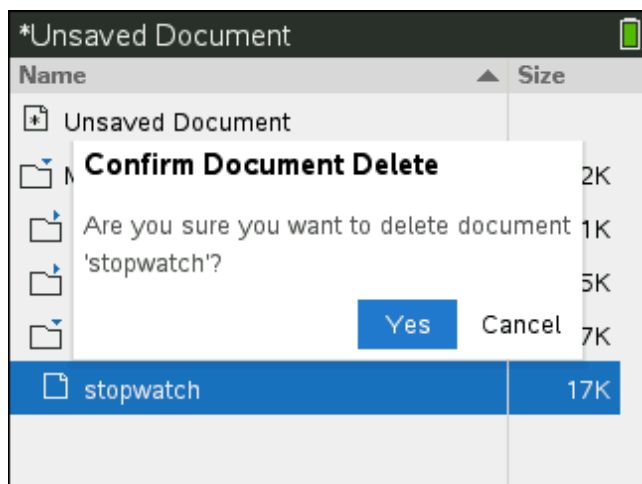 *Unsaved Document
Name Size
Unsaved Document
Confirm Document Delete
2K
Are you sure you want to delete document
1K
'stopwatch'?
5K
Yes Cancel
7K
stopwatch 17K